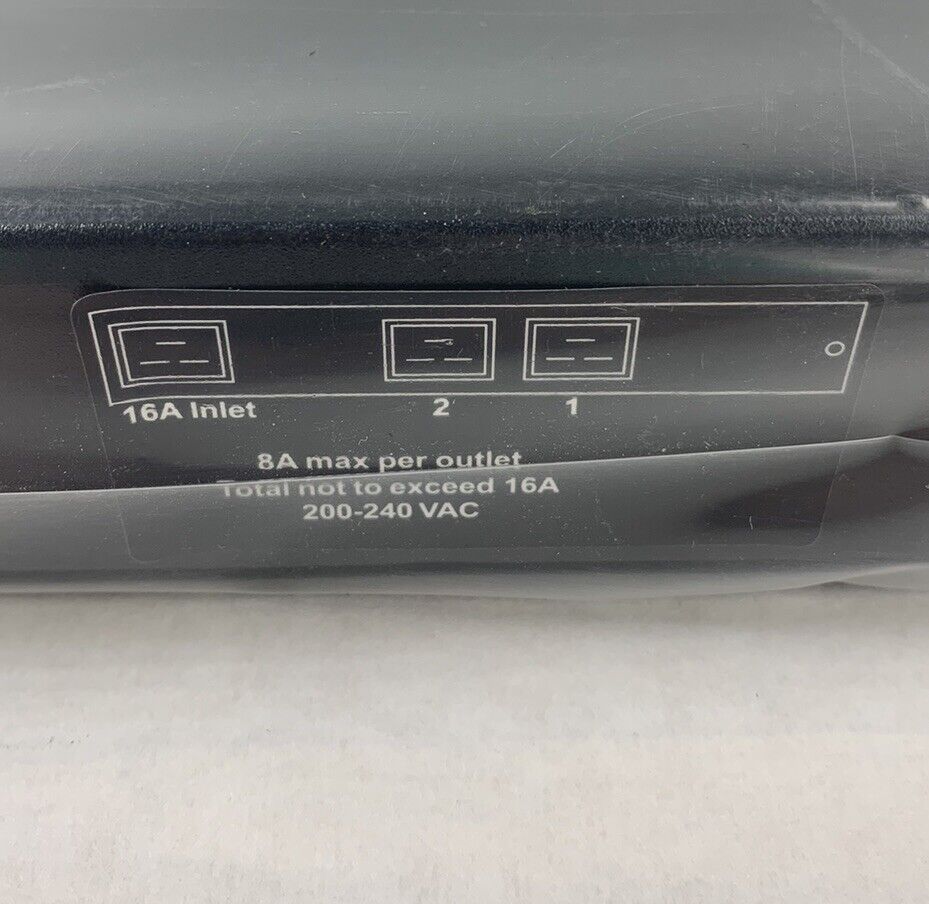 16A Inlet 2 1
8A max per outlet
Total not to exceed 16A
200-240 VAC